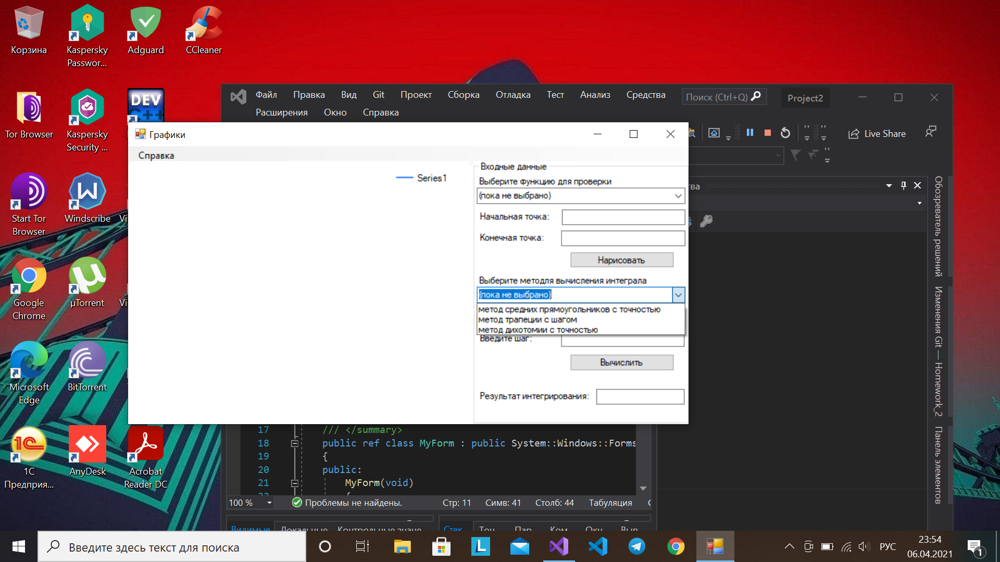 Корзина
Kaspersky
Passwor...
Adguard
CCleaner
Tor Browser
Kaspersky
Security ...
DEV
C++
Start Tor
Browser
Windscribe
Google
Chrome
µTorrent
Microsoft
Edge
BitTorrent
1С
Предприя...
AnyDesk
Acrobat
Reader DC
Файл Правка Вид Git Проект Сборка Отладка Тест Анализ Средства
Поиск (Ctrl+Q)
Project2
Расширения Окно Справка
Live Share
Графики
Справка
Series1
Входные данные
Выберите функцию для проверки
(пока не выбрано)
Начальная точка:
Конечная точка:
Нарисовать
Выберите методля вычисления интеграла
(пока не выбрано)
метод средних прямоугольников с точностью
метод трапеции с шагом
метод дихотомии с точностью
Введите шаг:
Вычислить
Результат интегрирования:
Обозреватель решений
Изменения Git — Homework_2
Панель элементов
17 /// </summary>
18 public ref class MyForm : public System::Windows::Forms
19 {
20 public:
21 MyForm(void)
100 %
Проблемы не найдены.
Стр: 11 Симв: 41 Столб: 44 Табуляция
Видимые Локальные Контрольные значе
Стек Точ Пар Ком Окн Выв
Введите здесь текст для поиска
РУС
23:54
06.04.2021
1